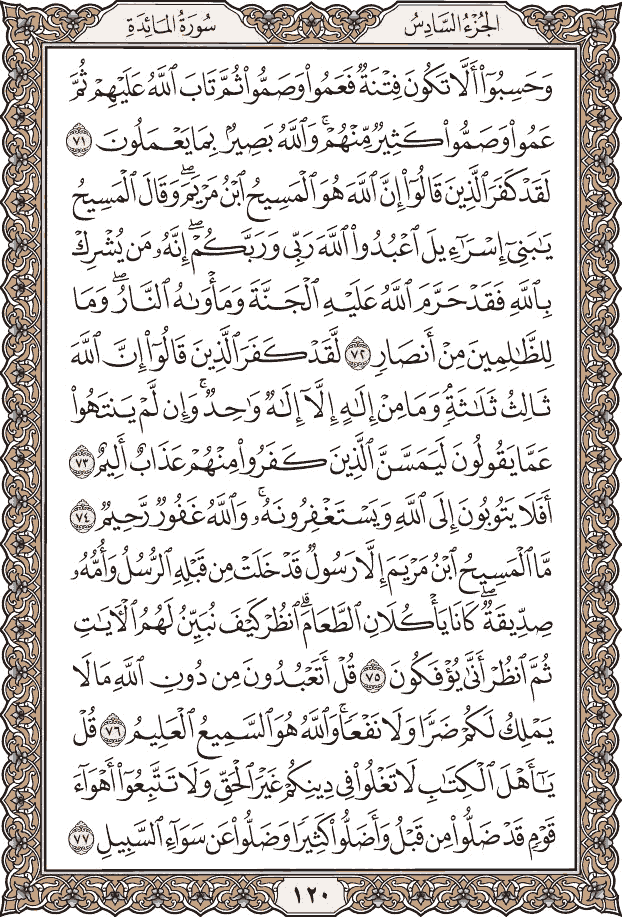 الجُزْءُ السَّادِسُ
سُورَةُ المَائِدَةِ
وَحَسِبُوٓا۟ أَلَّا تَكُونَ فِتْنَةٌ فَعَمُوا۟ وَصَمُّوا۟ ثُمَّ تَابَ ٱللَّهُ عَلَيْهِمْ ثُمَّ
عَمُوا۟ وَصَمُّوا۟ كَثِيرٌ مِّنْهُمْ ۚ وَٱللَّهُ بَصِيرٌۢ بِمَا يَعْمَلُونَ ٧١
لَقَدْ كَفَرَ ٱلَّذِينَ قَالُوٓا۟ إِنَّ ٱللَّهَ هُوَ ٱلْمَسِيحُ ٱبْنُ مَرْيَمَ ۖ وَقَالَ ٱلْمَسِيحُ
يَـٰبَنِىٓ إِسْرَٰٓءِيلَ ٱعْبُدُوا۟ ٱللَّهَ رَبِّى وَرَبَّكُمْ ۖ إِنَّهُۥ مَن يُشْرِكْ
بِٱللَّهِ فَقَدْ حَرَّمَ ٱللَّهُ عَلَيْهِ ٱلْجَنَّةَ وَمَأْوَىٰهُ ٱلنَّارُ ۖ وَمَا
لِلظَّـٰلِمِينَ مِنْ أَنصَارٍ ٧٢ لَّقَدْ كَفَرَ ٱلَّذِينَ قَالُوٓا۟ إِنَّ ٱللَّهَ
ثَالِثُ ثَلَـٰثَةٍ ۘ وَمَا مِنْ إِلَـٰهٍ إِلَّآ إِلَـٰهٌ وَٰحِدٌ ۚ وَإِن لَّمْ يَنتَهُوا۟
عَمَّا يَقُولُونَ لَيَمَسَّنَّ ٱلَّذِينَ كَفَرُوا۟ مِنْهُمْ عَذَابٌ أَلِيمٌ ٧٣
أَفَلَا يَتُوبُونَ إِلَى ٱللَّهِ وَيَسْتَغْفِرُونَهُۥ ۚ وَٱللَّهُ غَفُورٌ رَّحِيمٌ ٧٤
مَّا ٱلْمَسِيحُ ٱبْنُ مَرْيَمَ إِلَّا رَسُولٌ قَدْ خَلَتْ مِن قَبْلِهِ ٱلرُّسُلُ وَأُمُّهُۥ
صِدِّيقَةٌ ۖ كَانَا يَأْكُلَانِ ٱلطَّعَامَ ۗ ٱنظُرْ كَيْفَ نُبَيِّنُ لَهُمُ ٱلْـَٔايَـٰتِ
ثُمَّ ٱنظُرْ أَنَّىٰ يُؤْفَكُونَ ٧٥ قُلْ أَتَعْبُدُونَ مِن دُونِ ٱللَّهِ مَا لَا
يَمْلِكُ لَكُمْ ضَرًّا وَلَا نَفْعًا ۚ وَٱللَّهُ هُوَ ٱلسَّمِيعُ ٱلْعَلِيمُ ٧٦ قُلْ
يَـٰٓأَهْلَ ٱلْكِتَـٰبِ لَا تَغْلُوا۟ فِى دِينِكُمْ غَيْرَ ٱلْحَقِّ وَلَا تَتَّبِعُوٓا۟ أَهْوَآءَ
قَوْمٍ قَدْ ضَلُّوا۟ مِن قَبْلُ وَأَضَلُّوا۟ كَثِيرًا وَضَلُّوا۟ عَن سَوَآءِ ٱلسَّبِيلِ ٧٧
١٢٠